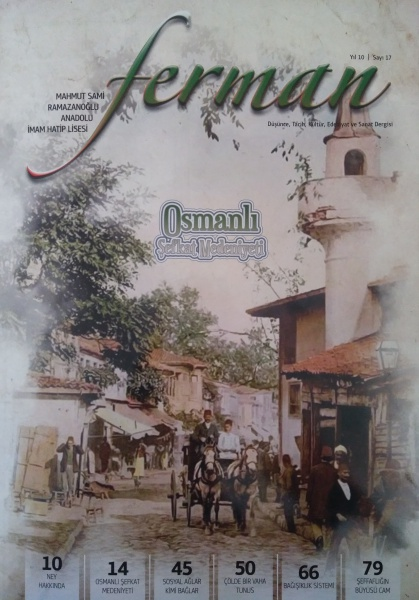 ferman
Yıl 10 | Sayı 17
MAHMUT SAMİ
RAMAZANOĞLU
ANADOLU
İMAM HATİP LİSESİ
Düşünce, Tarih, Kültür, Edebiyat ve Sanat Dergisi
Osmanlı
Şefkat Medeniyeti
10
NEY
HAKKINDA
14
OSMANLI ŞEFKAT
MEDENİYETİ
45
SOSYAL AĞLAR
KİMİ BAĞLAR
50
ÇÖLDE BİR VAHA
TUNUS
66
BAĞIŞIKLIK SİSTEMİ
79
ŞEFFAFLIĞIN
BÜYÜSÜ CAM